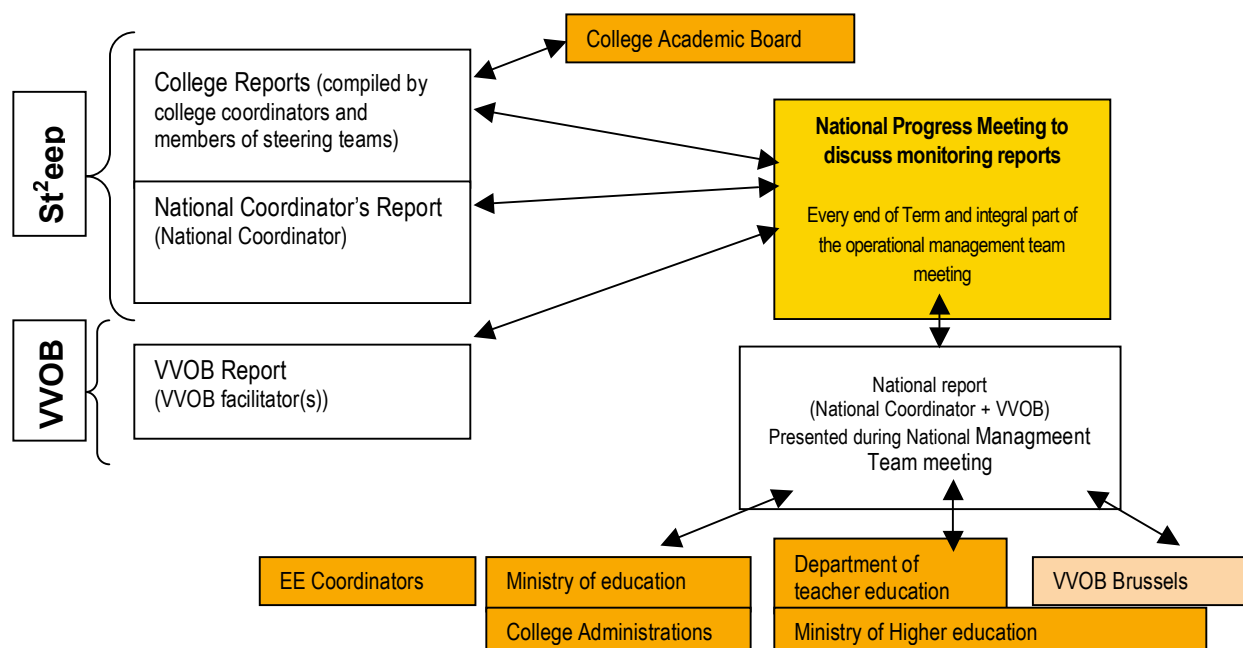 College Academic Board
St²eep
College Reports (compiled by
college coordinators and
members of steering teams)
National Coordinator's Report
(National Coordinator)
National Progress Meeting to
discuss monitoring reports
Every end of Term and integral part of
the operational management team
meeting
VVOB
VVOB Report
(VVOB facilitator(s))
National report
(National Coordinator + VVOB)
Presented during National Managmeent
Team meeting
EE Coordinators
Ministry of education
Department of
teacher education
VVOB Brussels
College Administrations
Ministry of Higher education